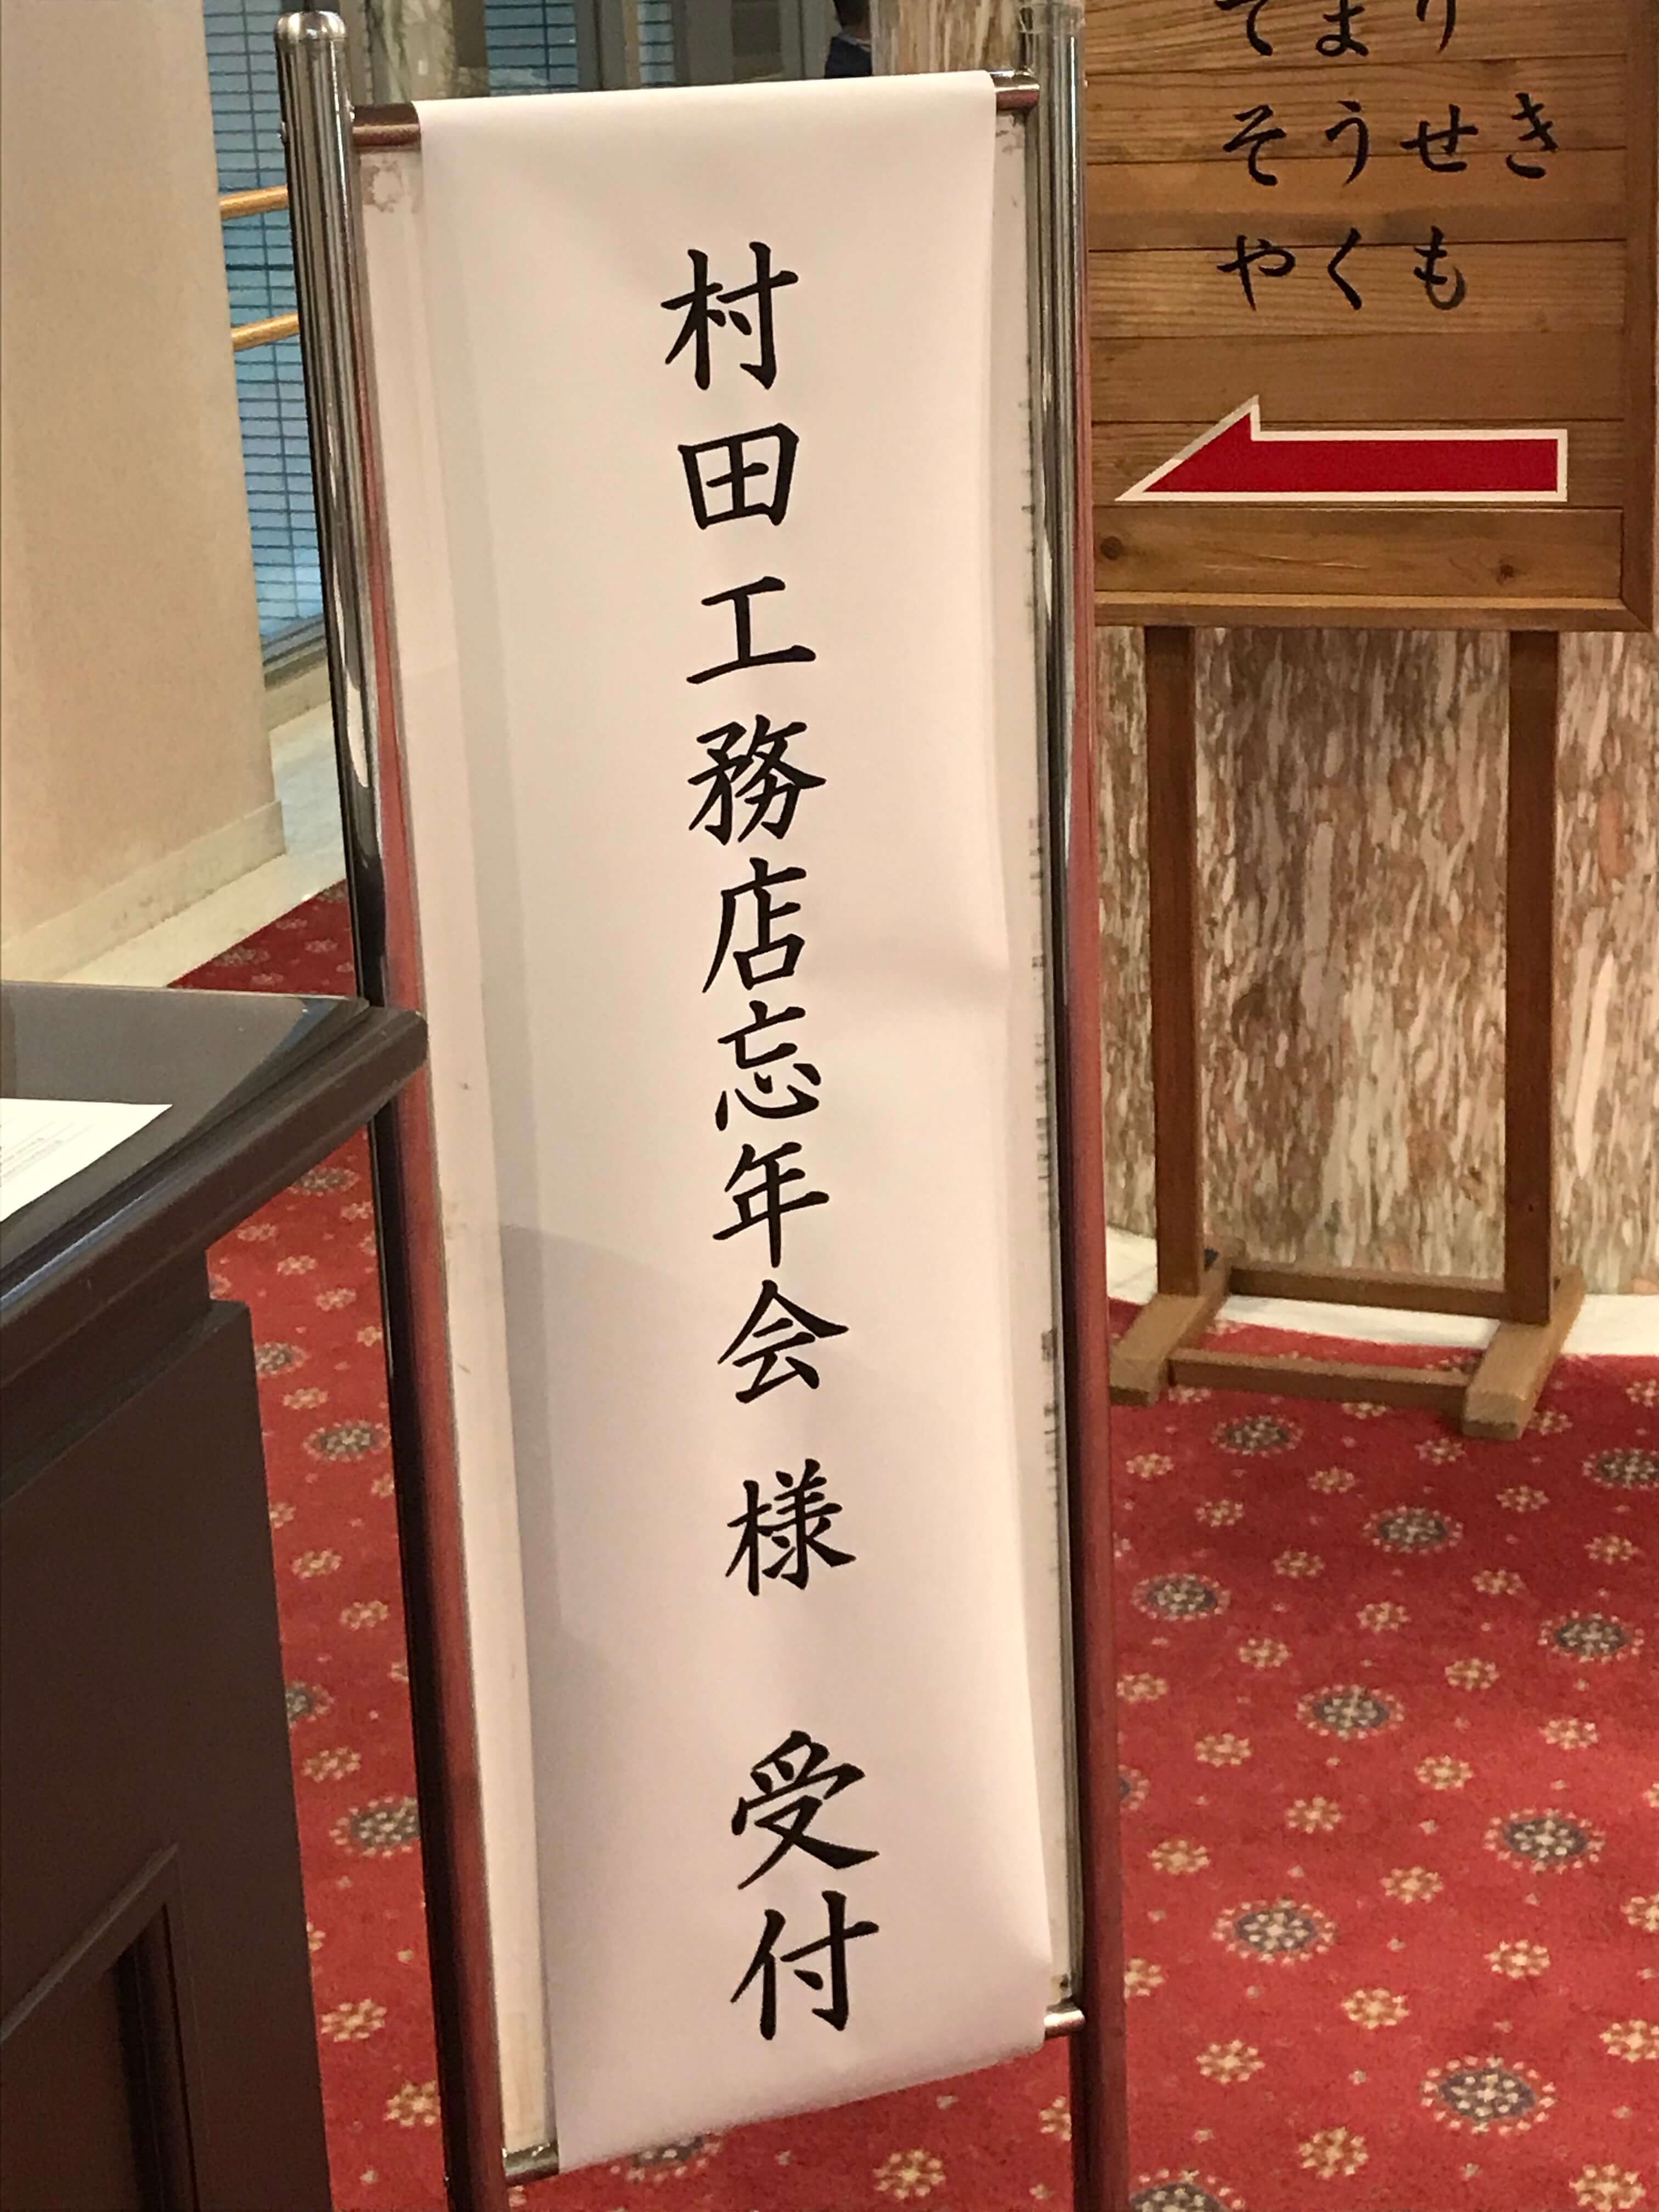 村田工務店忘年会 様 受付
てまり
そうせき
やくも